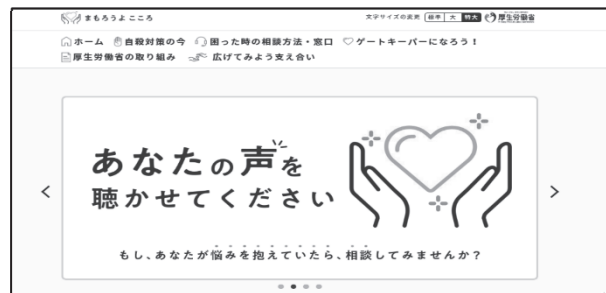 まもろうよ こころ
文字サイズの変更 標準 大 特大 厚生労働省
ホーム 自殺対策の今 困った時の相談方法・窓口 ゲートキーパーになろう！
厚生労働省の取り組み 広げてみよう支え合い
あなたの声を
聴かせてください
もし、あなたが悩みを抱えていたら、相談してみませんか？